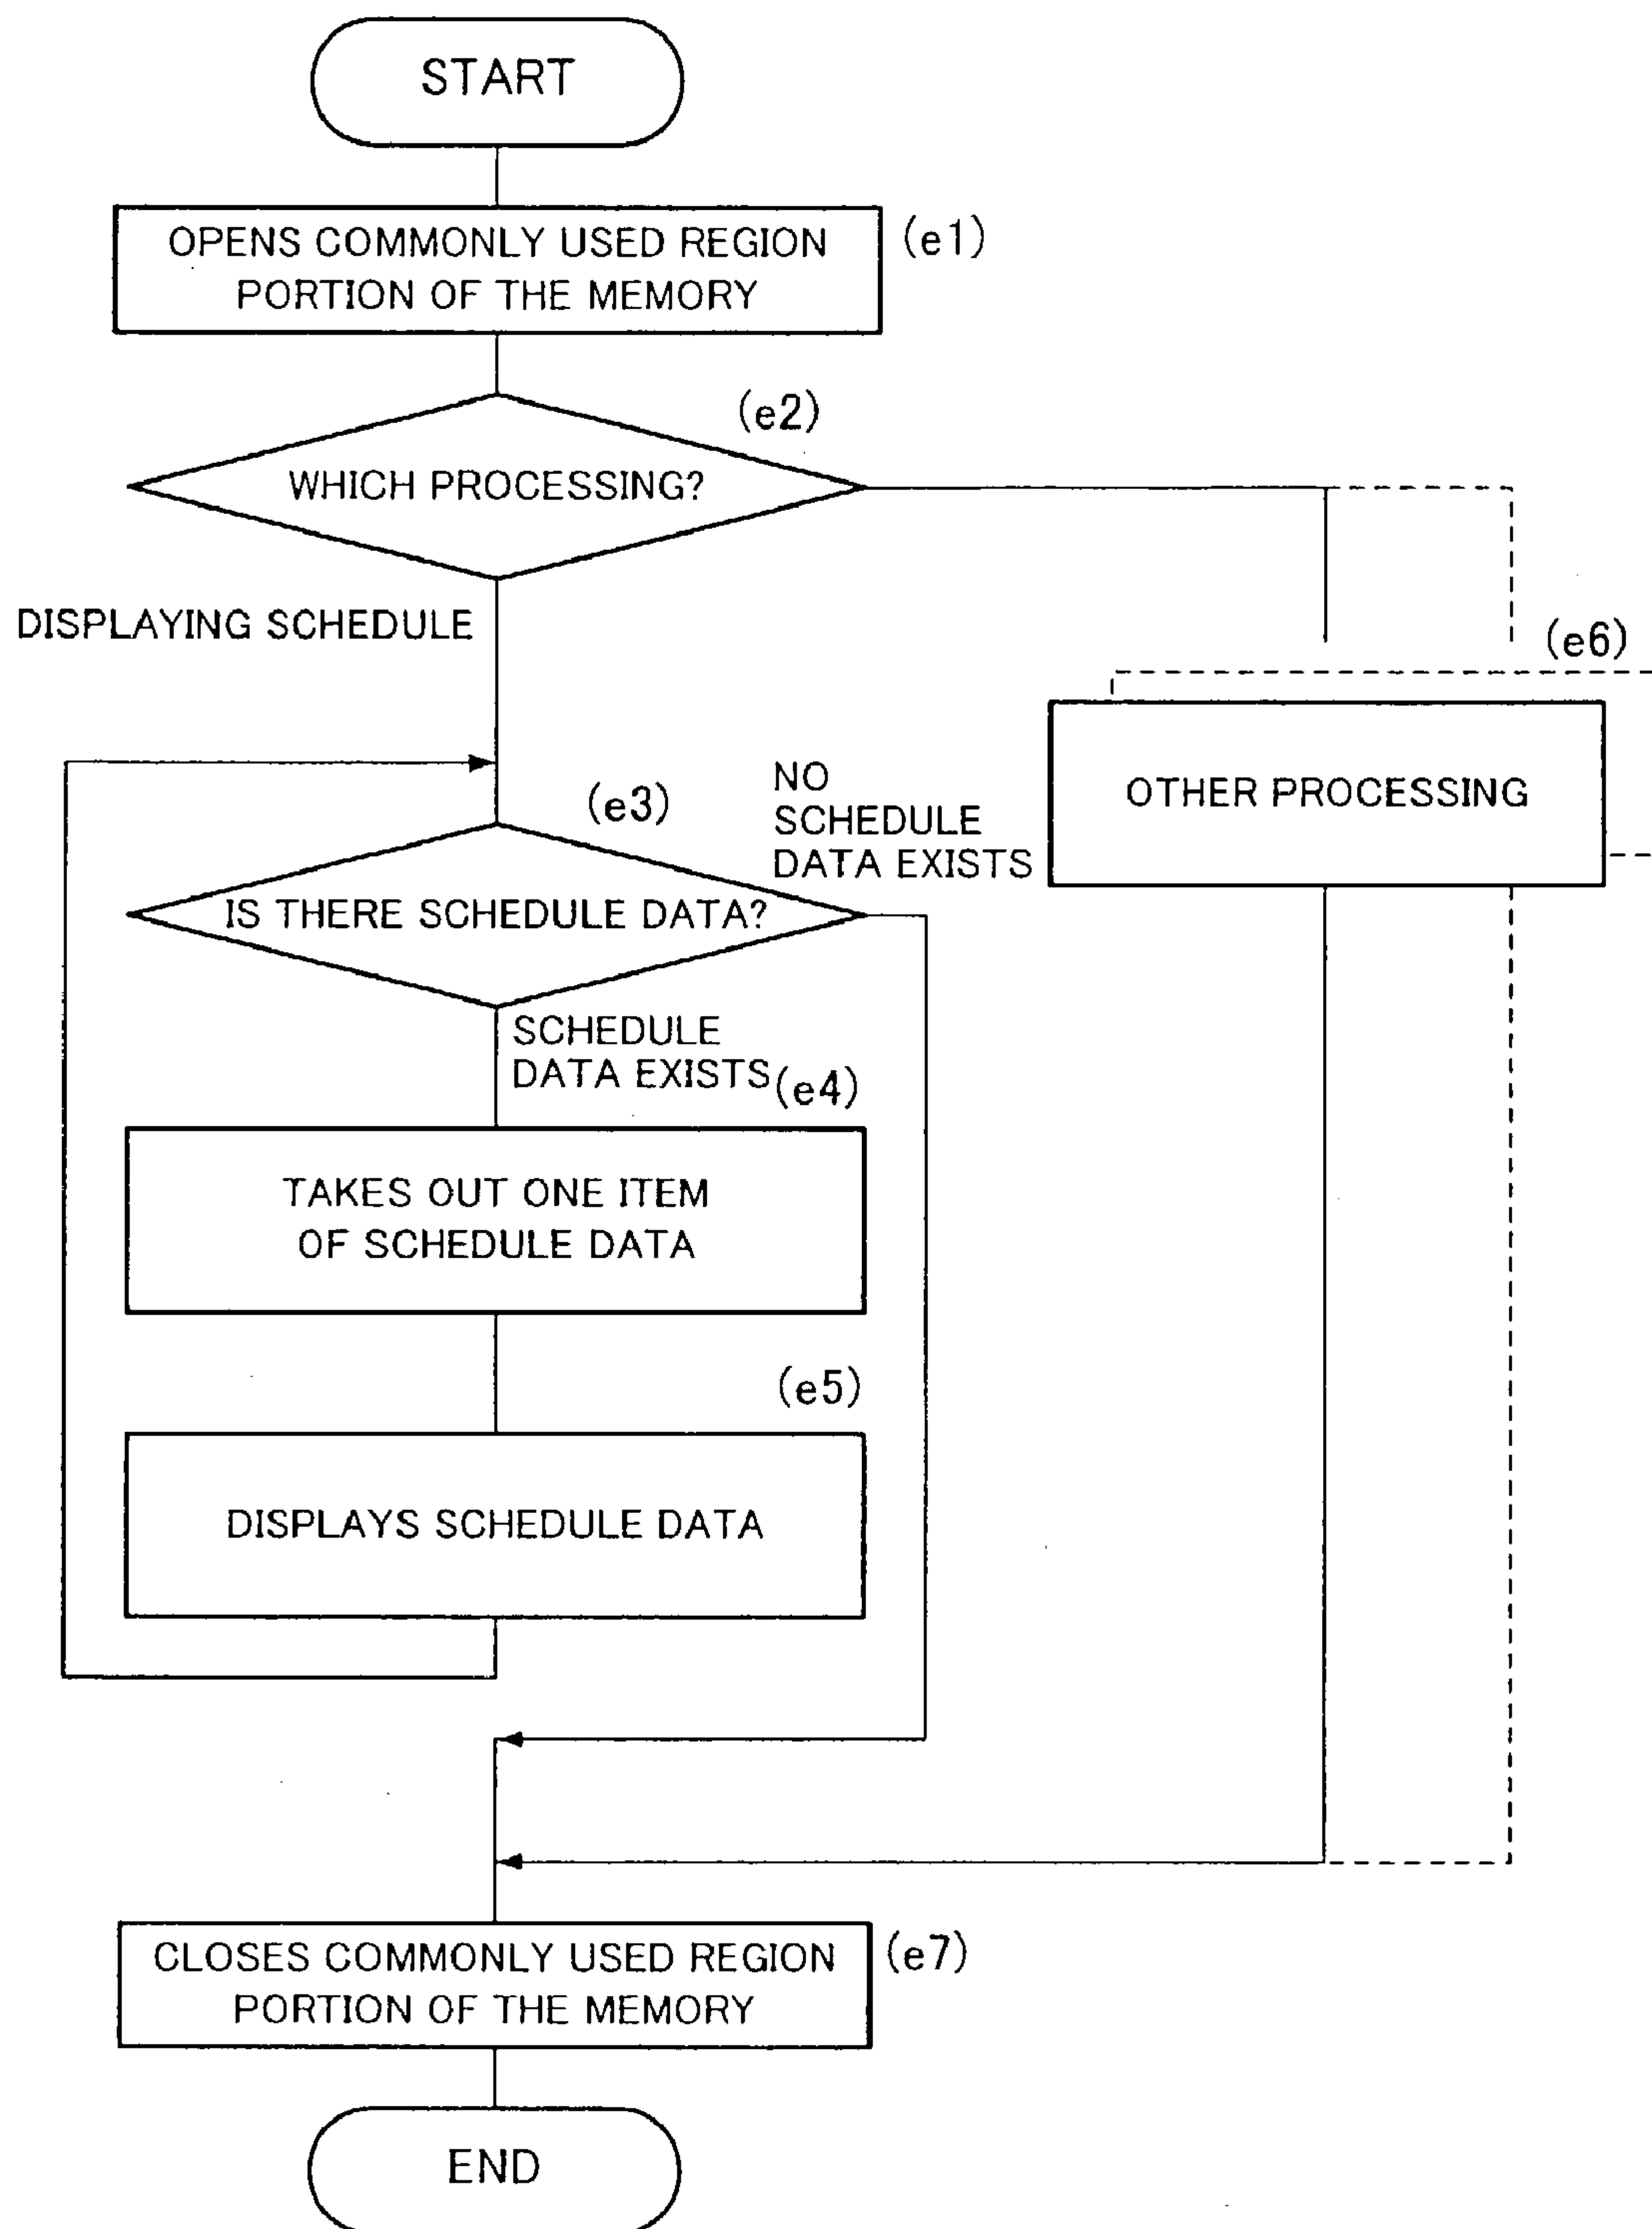 START
OPENS COMMONLY USED REGION
PORTION OF THE MEMORY
(e1)
(e2)
WHICH PROCESSING?
DISPLAYING SCHEDULE
(e6)
OTHER PROCESSING
(e3)
NO
SCHEDULE
DATA EXISTS
IS THERE SCHEDULE DATA?
SCHEDULE
DATA EXISTS
(e4)
TAKES OUT ONE ITEM
OF SCHEDULE DATA
(e5)
DISPLAYS SCHEDULE DATA
CLOSES COMMONLY USED REGION
PORTION OF THE MEMORY
(e7)
END